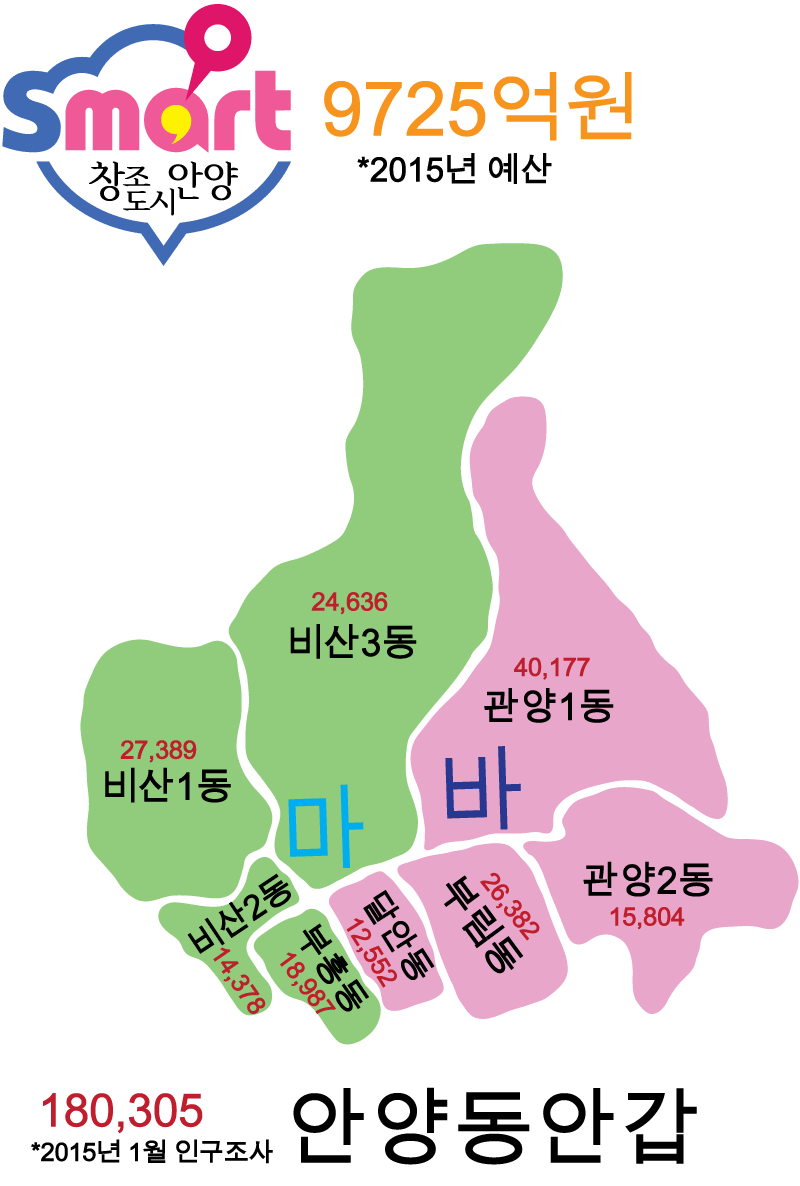 Smart
창조
도시 안양
9725억원
*2015년 예산
24,636
비산3동
40,177
관양1동
27,389
비산1동
마
바
관양2동
15,804
비산2동
14,378
부흥동
18,987
달안동
12,552
26,382
부림동
180,305
*2015년 1월 인구조사
안양동안갑